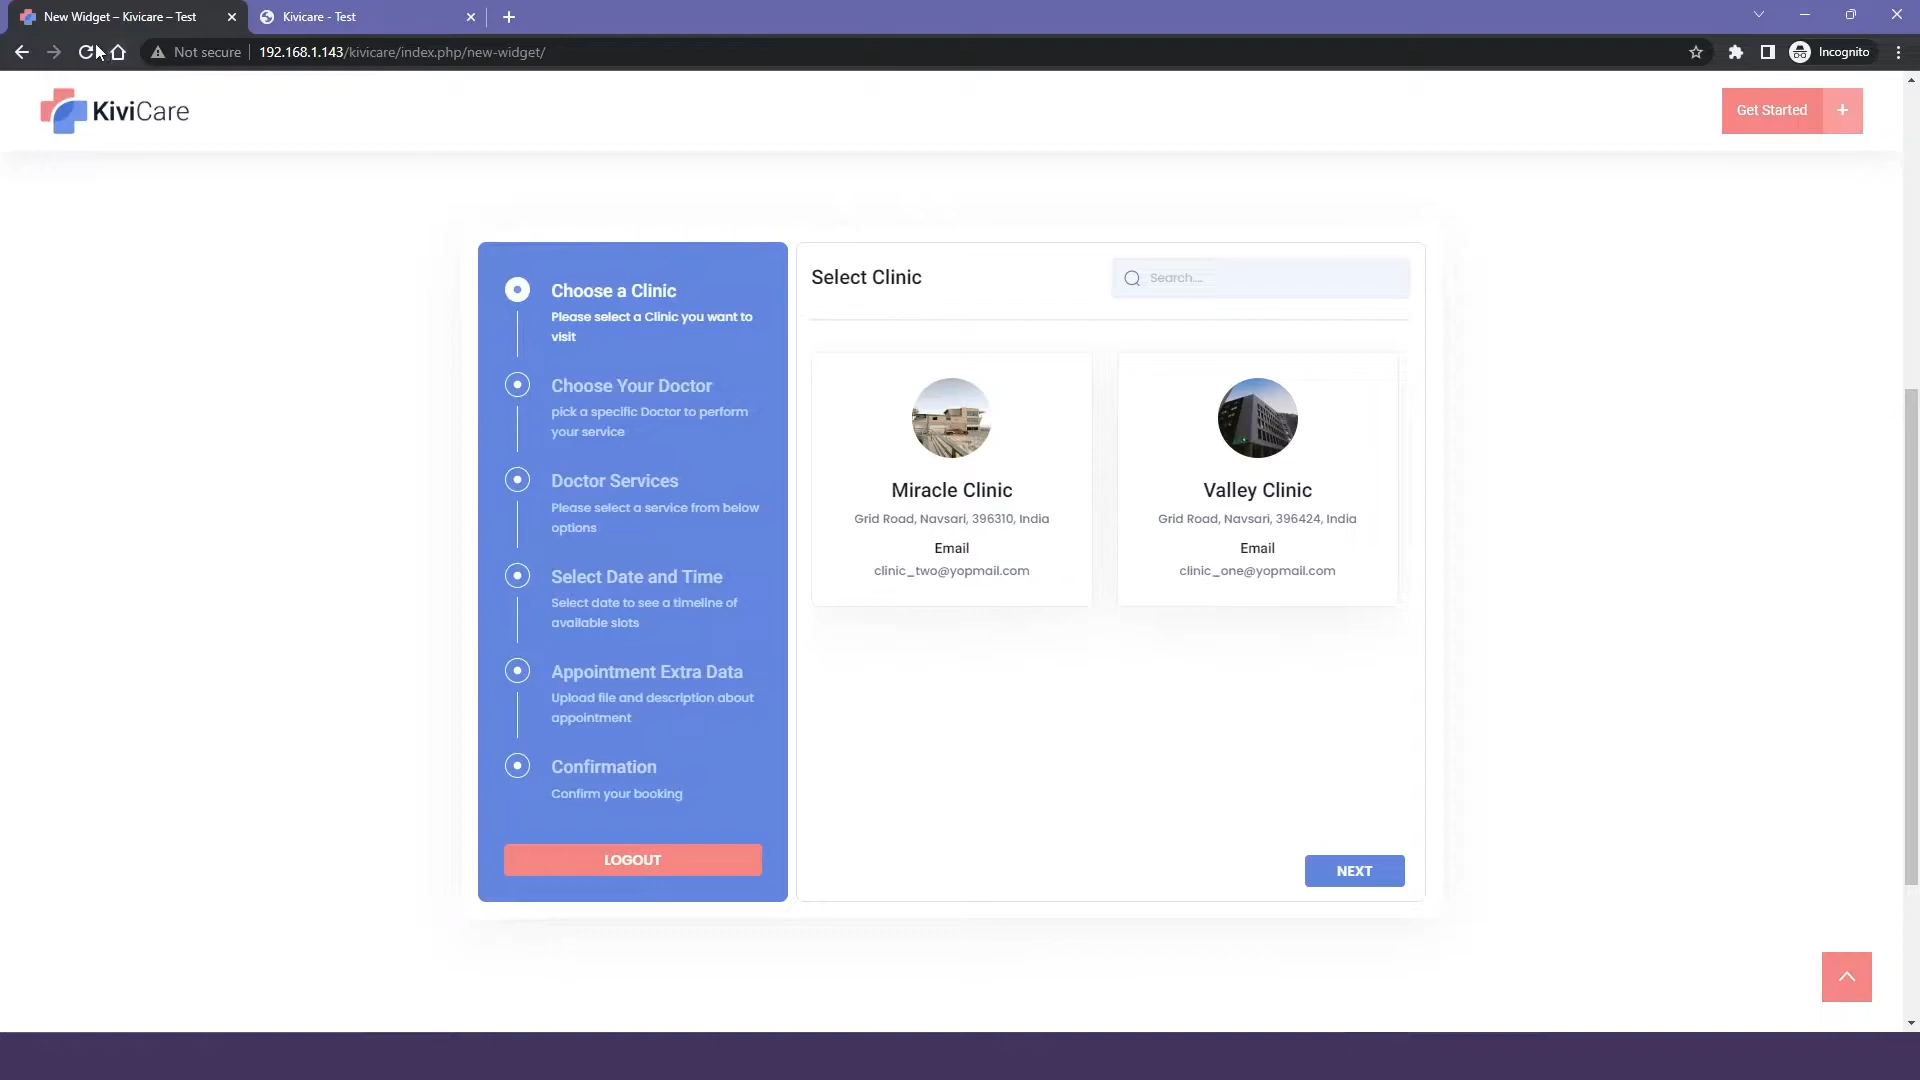 New Widget – Kivicare – Test
Kivicare - Test
Not secure
192.168.1.143/kivicare/index.php/new-widget/
Incognito
KiviCare
Get Started +
Choose a Clinic
Please select a Clinic you want to
visit
Choose Your Doctor
pick a specific Doctor to perform
your service
Doctor Services
Please select a service from below
options
Select Date and Time
Select date to see a timeline of
available slots
Appointment Extra Data
Upload file and description about
appointment
Confirmation
Confirm your booking
LOGOUT
Select Clinic
Search....
Miracle Clinic
Grid Road, Navsari, 396310, India
Email
clinic_two@yopmail.com
Valley Clinic
Grid Road, Navsari, 396424, India
Email
clinic_one@yopmail.com
NEXT